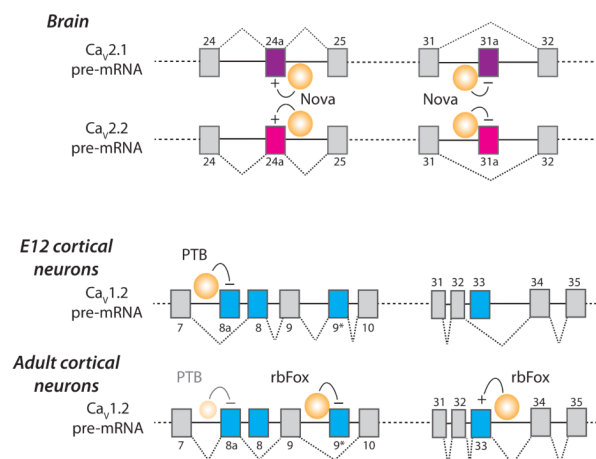 Brain
24 24a 25 31 31a 32
CaV2.1
pre-mRNA
+ −
Nova Nova
+ −
CaV2.2
pre-mRNA
24 24a 25 31 31a 32
E12 cortical
neurons
PTB
−
31 32 33 34 35
CaV1.2
pre-mRNA
7 8a 8 9 9* 10
Adult cortical
neurons
PTB rbFox rbFox
− − +
31 32 34 35
CaV1.2
pre-mRNA
7 8a 8 9 9* 10 33